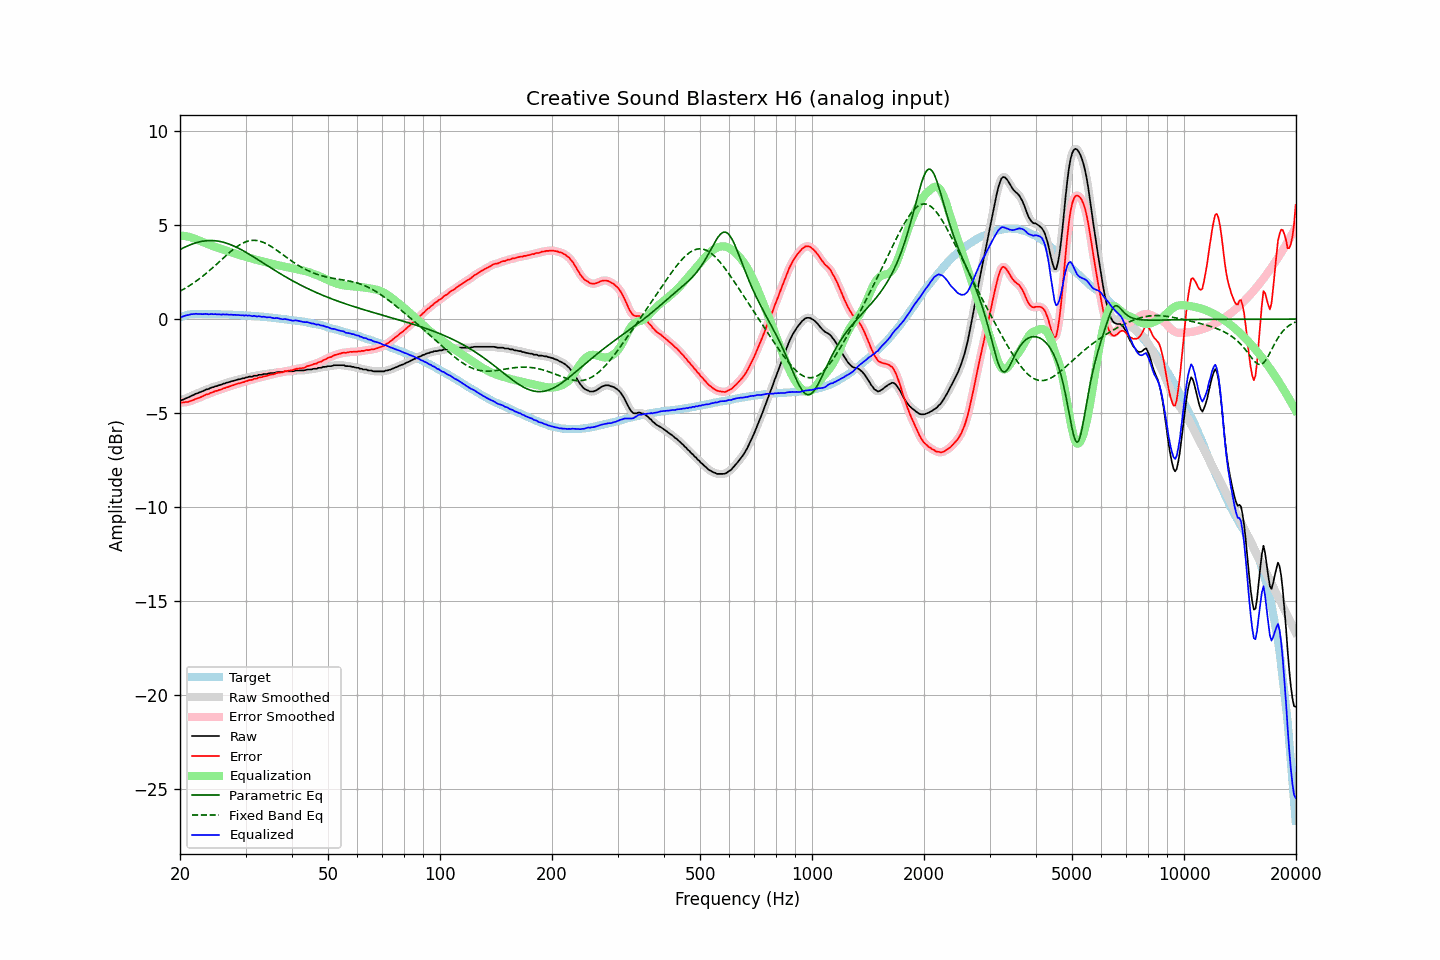 Creative Sound Blasterx H6 (analog input)
10
5
0
−5
−10
−15
−20
−25
Amplitude (dBr)
Target
Raw Smoothed
Error Smoothed
Raw
Error
Equalization
Parametric Eq
Fixed Band Eq
Equalized
20 50 100 200 500 1000 2000 5000 10000 20000
Frequency (Hz)